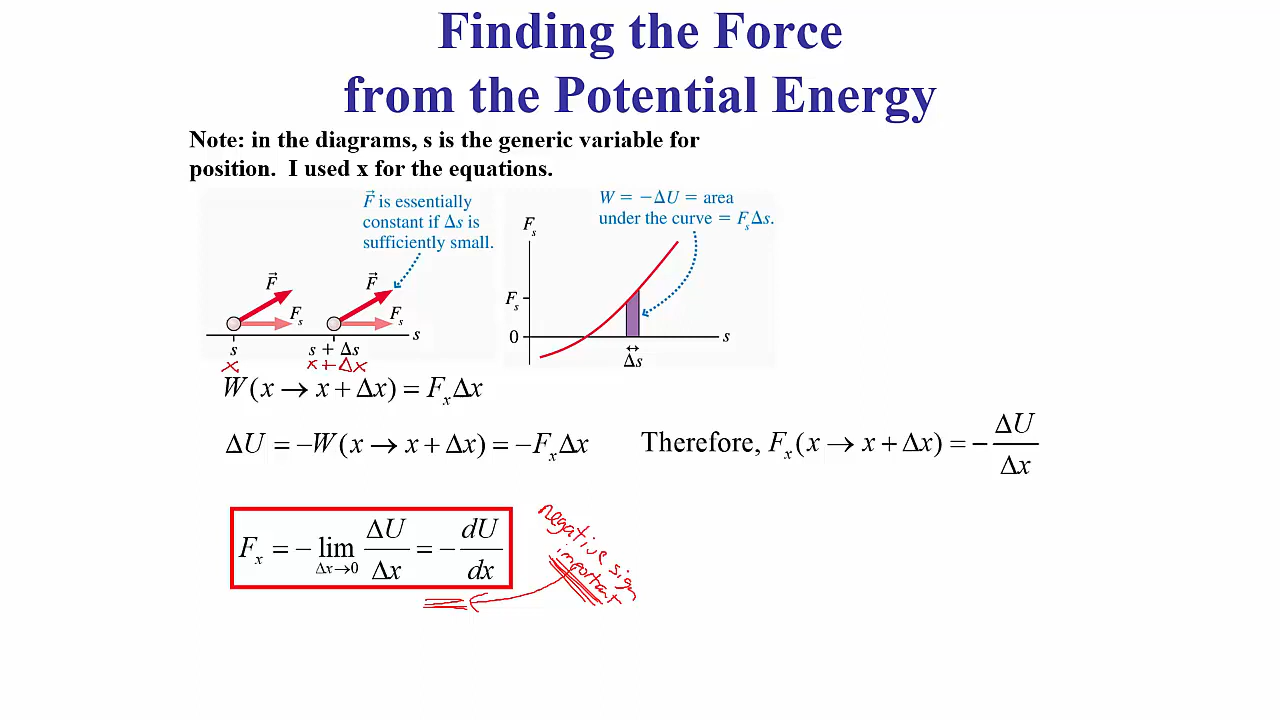 Finding the Force
from the Potential Energy
Note: in the diagrams, s is the generic variable for
position. I used x for the equations.
F⃗ is essentially
constant if Δs is
sufficiently small.
F⃗
F⃗
Fₛ
Fₛ
s
s
s + Δs
x
x+Δx
W = −ΔU = area
under the curve = FₛΔs.
Fₛ
Fₛ
0
s
Δs
W(x → x + Δx) = FₓΔx
ΔU = −W(x → x + Δx) = −FₓΔx
Therefore, Fₓ(x → x + Δx) = − ΔU/Δx
Fₓ = − lim Δx→0 ΔU/Δx = − dU/dx
negative sign
important